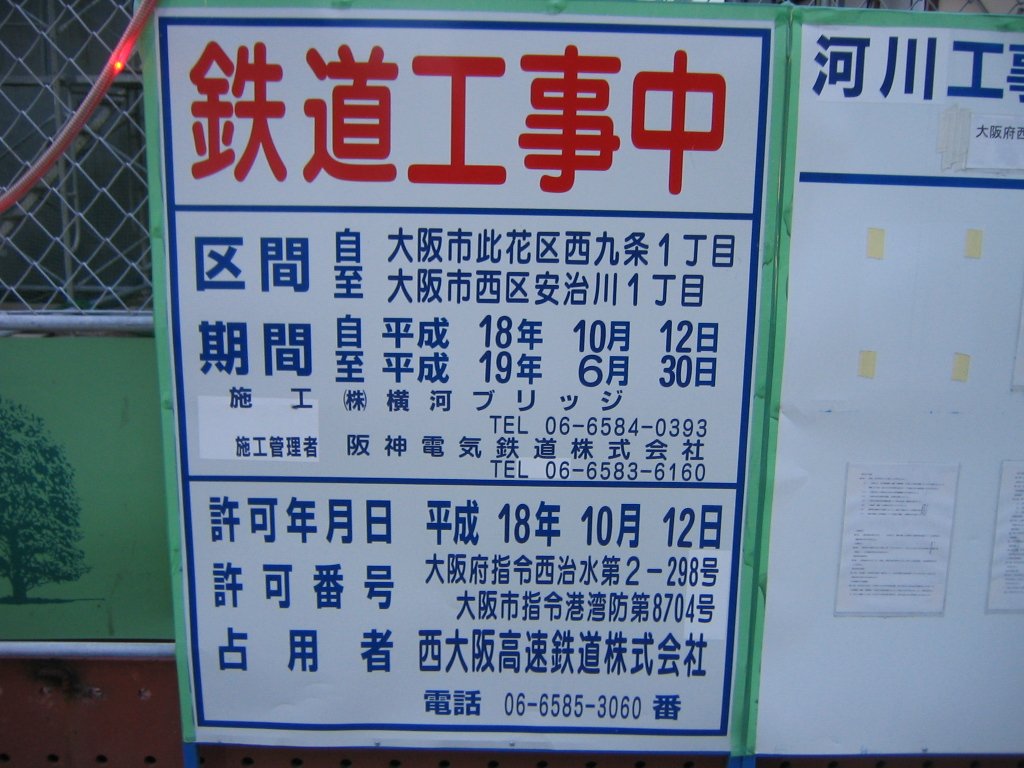 鉄道工事中
区間 自 大阪市此花区西九条1丁目
至 大阪市西区安治川1丁目
期間 自 平成 18年 10月 12日
至 平成 19年 6月 30日
施工 ㈱横河ブリッジ
TEL 06-6584-0393
施工管理者 阪神電気鉄道株式会社
TEL 06-6583-6160
許可年月日 平成 18年 10月 12日
許可番号 大阪府指令西治水第2-298号
大阪市指令港湾防第8704号
占用者 西大阪高速鉄道株式会社
電話 06-6585-3060 番
河川工事
大阪府西